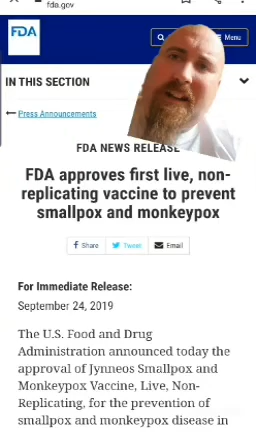 fda.gov
FDA
Menu
IN THIS SECTION
Press Announcements
FDA NEWS RELEASE
FDA approves first live, non-
replicating vaccine to prevent
smallpox and monkeypox
Share Tweet Email
For Immediate Release:
September 24, 2019
The U.S. Food and Drug
Administration announced today the
approval of Jynneos Smallpox and
Monkeypox Vaccine, Live, Non-
Replicating, for the prevention of
smallpox and monkeypox disease in